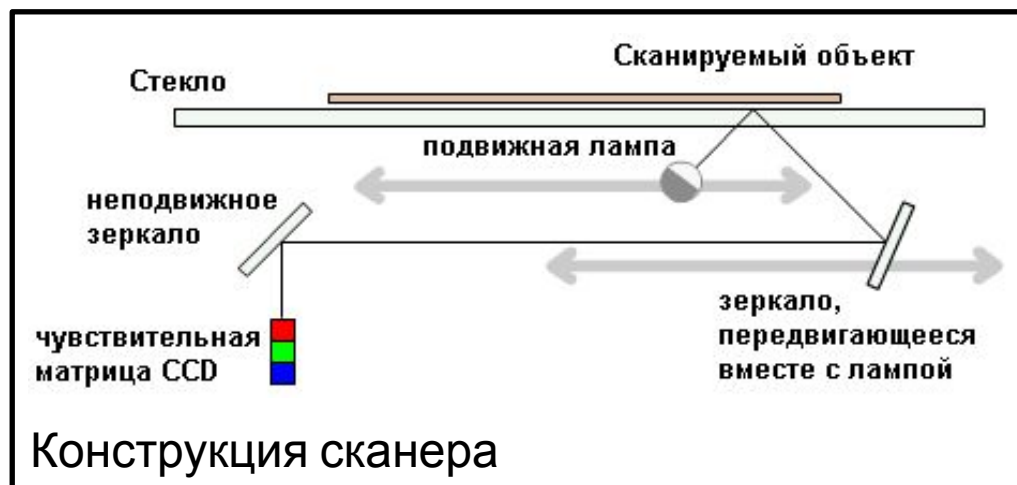 Сканируемый объект
Стекло
подвижная лампа
неподвижное
зеркало
зеркало,
передвигающееся
вместе с лампой
чувствительная
матрица CCD
Конструкция сканера